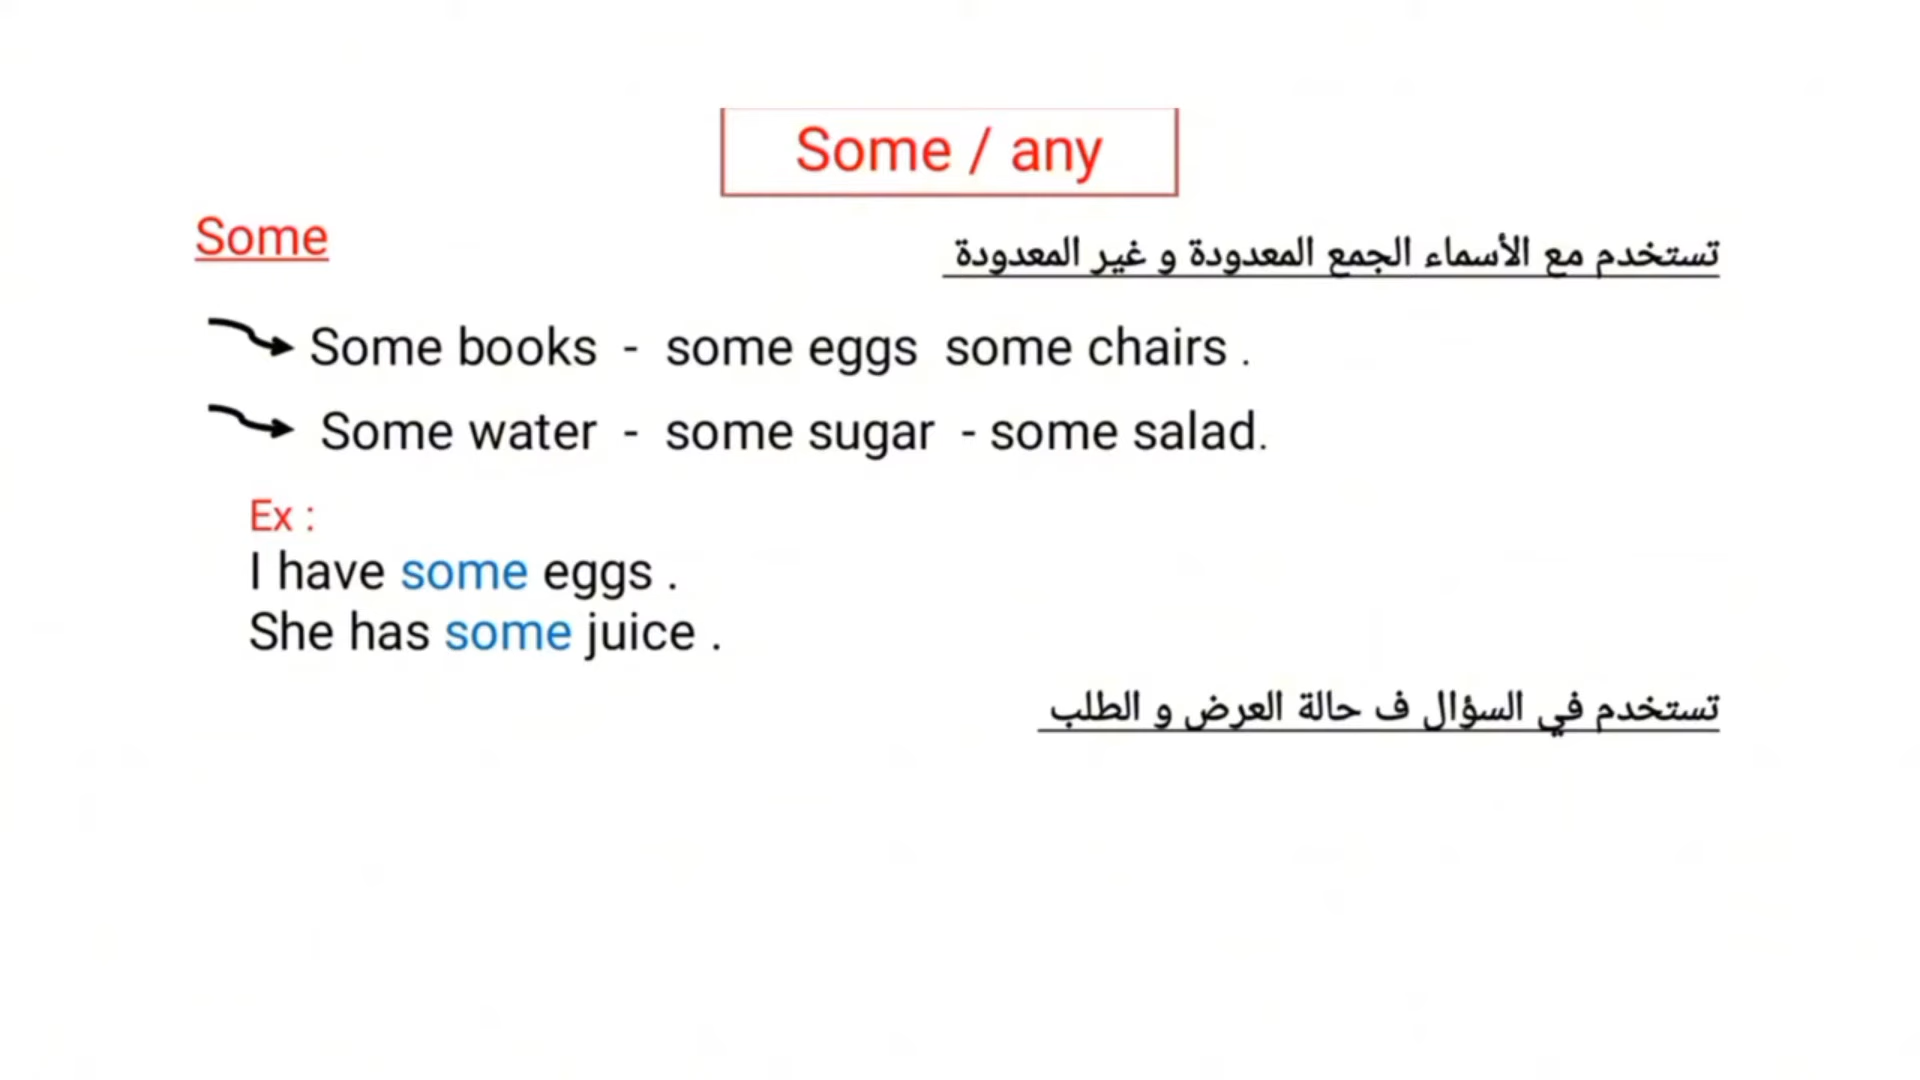 Some / any
Some
تستخدم مع الأسماء الجمع المعدودة و غير المعدودة
Some books - some eggs some chairs .
Some water - some sugar - some salad.
Ex :
I have some eggs .
She has some juice .
تستخدم في السؤال ف حالة العرض و الطلب